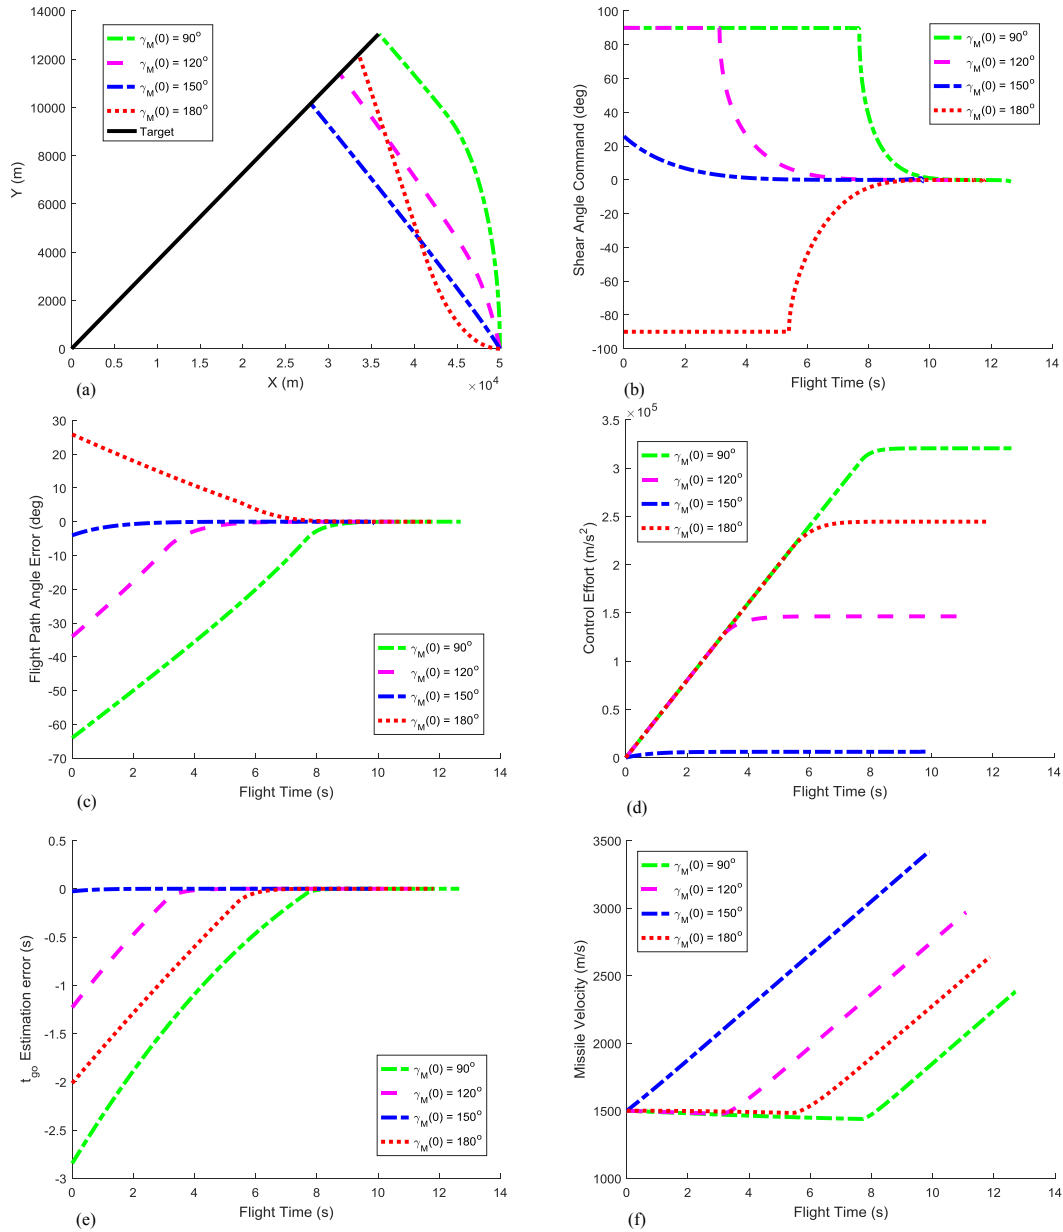 14000
12000
10000
8000
6000
4000
2000
0
Y (m)
γM(0) = 90°
γM(0) = 120°
γM(0) = 150°
γM(0) = 180°
Target
0 0.5 1 1.5 2 2.5 3 3.5 4 4.5 5
× 10⁴
X (m)
(a)
100
80
60
40
20
0
-20
-40
-60
-80
-100
Shear Angle Command (deg)
γM(0) = 90°
γM(0) = 120°
γM(0) = 150°
γM(0) = 180°
0 2 4 6 8 10 12 14
Flight Time (s)
(b)
30
20
10
0
-10
-20
-30
-40
-50
-60
-70
Flight Path Angle Error (deg)
γM(0) = 90°
γM(0) = 120°
γM(0) = 150°
γM(0) = 180°
0 2 4 6 8 10 12 14
Flight Time (s)
(c)
× 10⁵
3.5
3
2.5
2
1.5
1
0.5
0
Control Effort (m/s²)
γM(0) = 90°
γM(0) = 120°
γM(0) = 150°
γM(0) = 180°
0 2 4 6 8 10 12 14
Flight Time (s)
(d)
0.5
0
-0.5
-1
-1.5
-2
-2.5
-3
tgo Estimation error (s)
γM(0) = 90°
γM(0) = 120°
γM(0) = 150°
γM(0) = 180°
0 2 4 6 8 10 12 14
Flight Time (s)
(e)
3500
3000
2500
2000
1500
1000
Missile Velocity (m/s)
γM(0) = 90°
γM(0) = 120°
γM(0) = 150°
γM(0) = 180°
0 2 4 6 8 10 12 14
Flight Time (s)
(f)